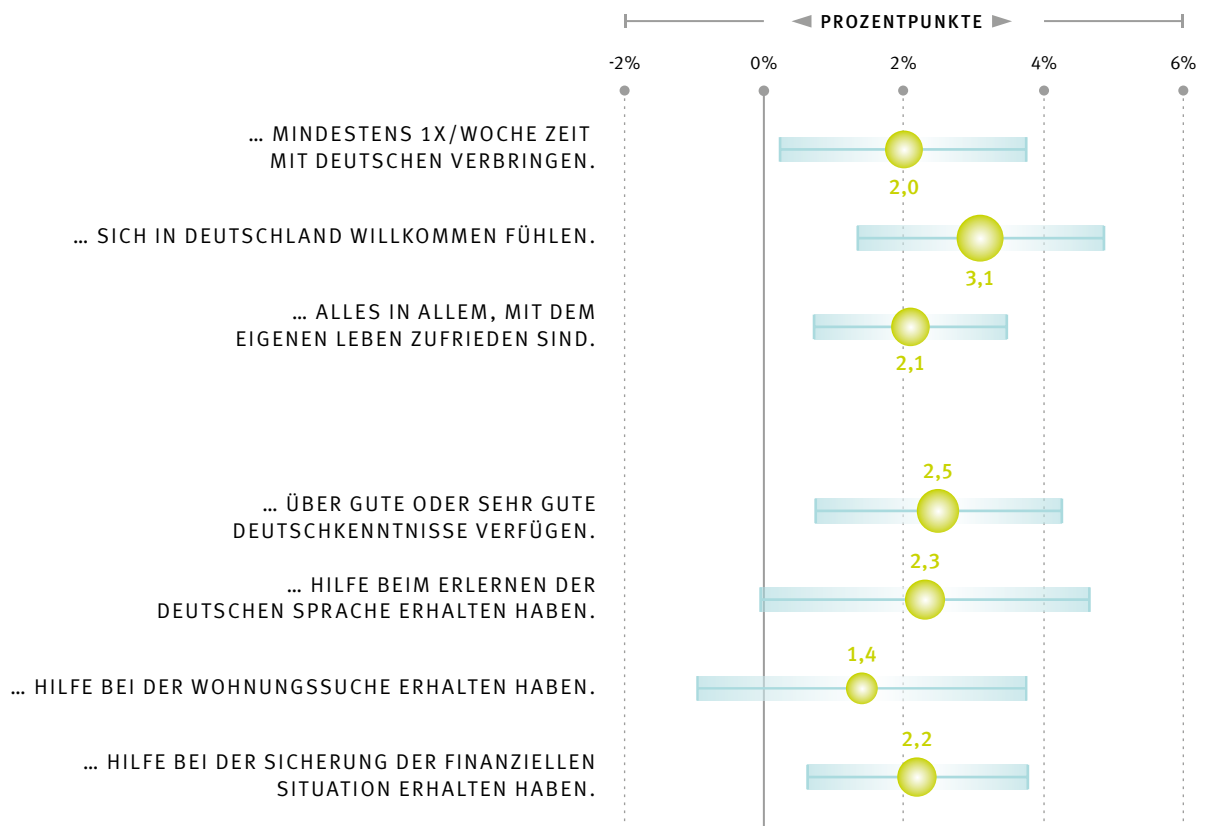 PROZENTPUNKTE
-2% 0% 2% 4% 6%
… MINDESTENS 1X/WOCHE ZEIT
MIT DEUTSCHEN VERBRINGEN.
2,0
… SICH IN DEUTSCHLAND WILLKOMMEN FÜHLEN.
3,1
… ALLES IN ALLEM, MIT DEM
EIGENEN LEBEN ZUFRIEDEN SIND.
2,1
2,5
… ÜBER GUTE ODER SEHR GUTE
DEUTSCHKENNTNISSE VERFÜGEN.
2,3
… HILFE BEIM ERLERNEN DER
DEUTSCHEN SPRACHE ERHALTEN HABEN.
1,4
… HILFE BEI DER WOHNUNGSSUCHE ERHALTEN HABEN.
2,2
… HILFE BEI DER SICHERUNG DER FINANZIELLEN
SITUATION ERHALTEN HABEN.